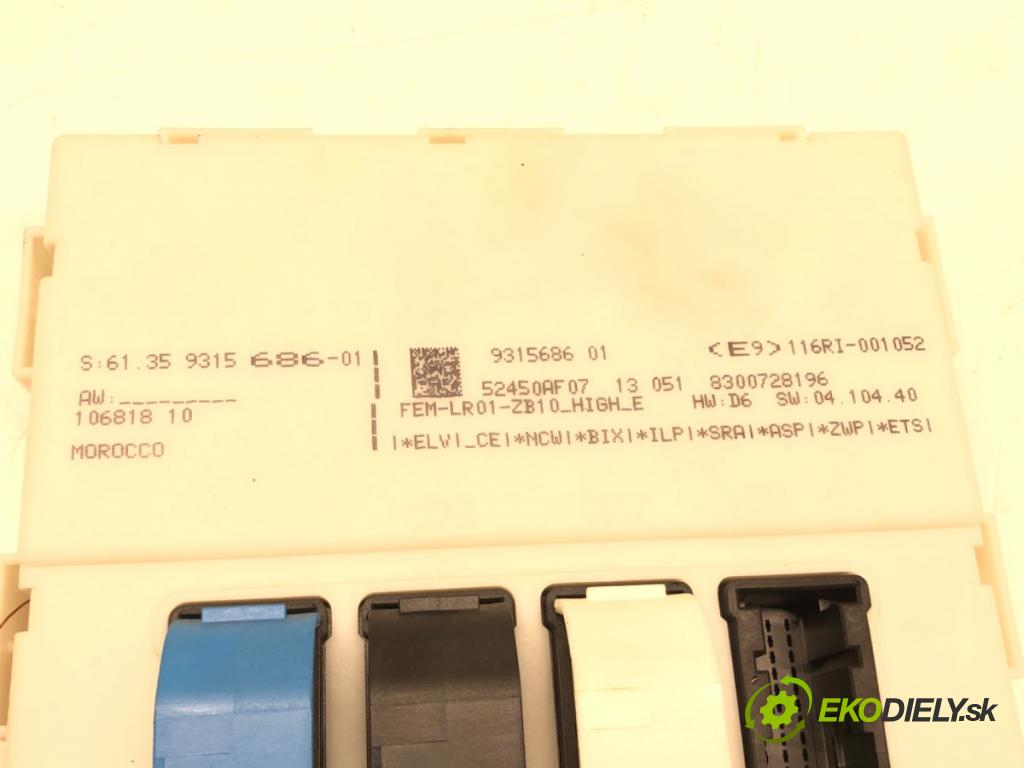 S:61.35 9315 686-01
AW:_________
106818 10
MOROCCO
9315686 01
<E9> 116RI-001052
52450AF07 13 051 8300728196
FEM-LR01-ZB10_HIGH_E HW:D6 SW:04.104.40
|*ELV|_CE|*NCW|*BIX|*ILP|*SRA|*ASP|*ZWP|*ETS|
EKODIELY.sk